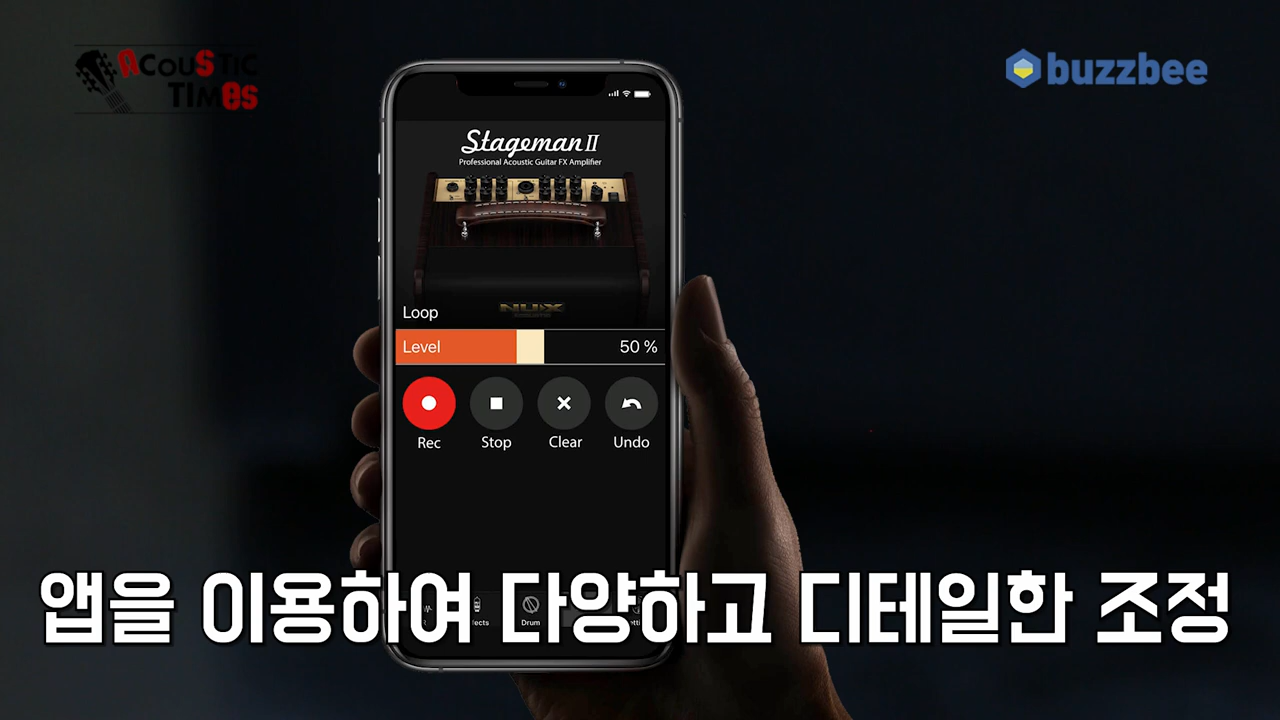 ACOUSTIC
TIMES
buzzbee
Stageman II
Professional Acoustic Guitar FX Amplifier
NUX
Loop
Level
50 %
Rec
Stop
Clear
Undo
Drum
앱을 이용하여 다양하고 디테일한 조정